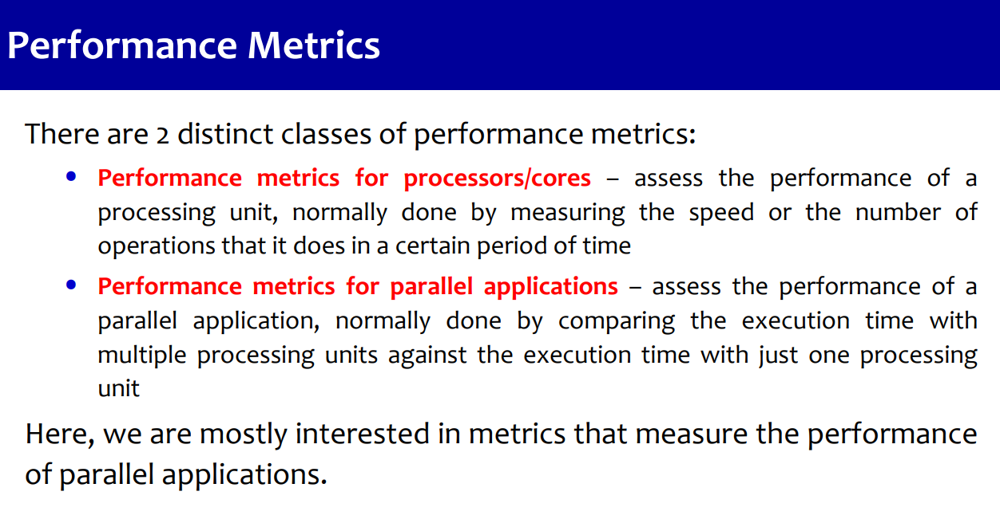 Performance Metrics
There are 2 distinct classes of performance metrics:
• Performance metrics for processors/cores – assess the performance of a
processing unit, normally done by measuring the speed or the number of
operations that it does in a certain period of time
• Performance metrics for parallel applications – assess the performance of a
parallel application, normally done by comparing the execution time with
multiple processing units against the execution time with just one processing
unit
Here, we are mostly interested in metrics that measure the performance
of parallel applications.